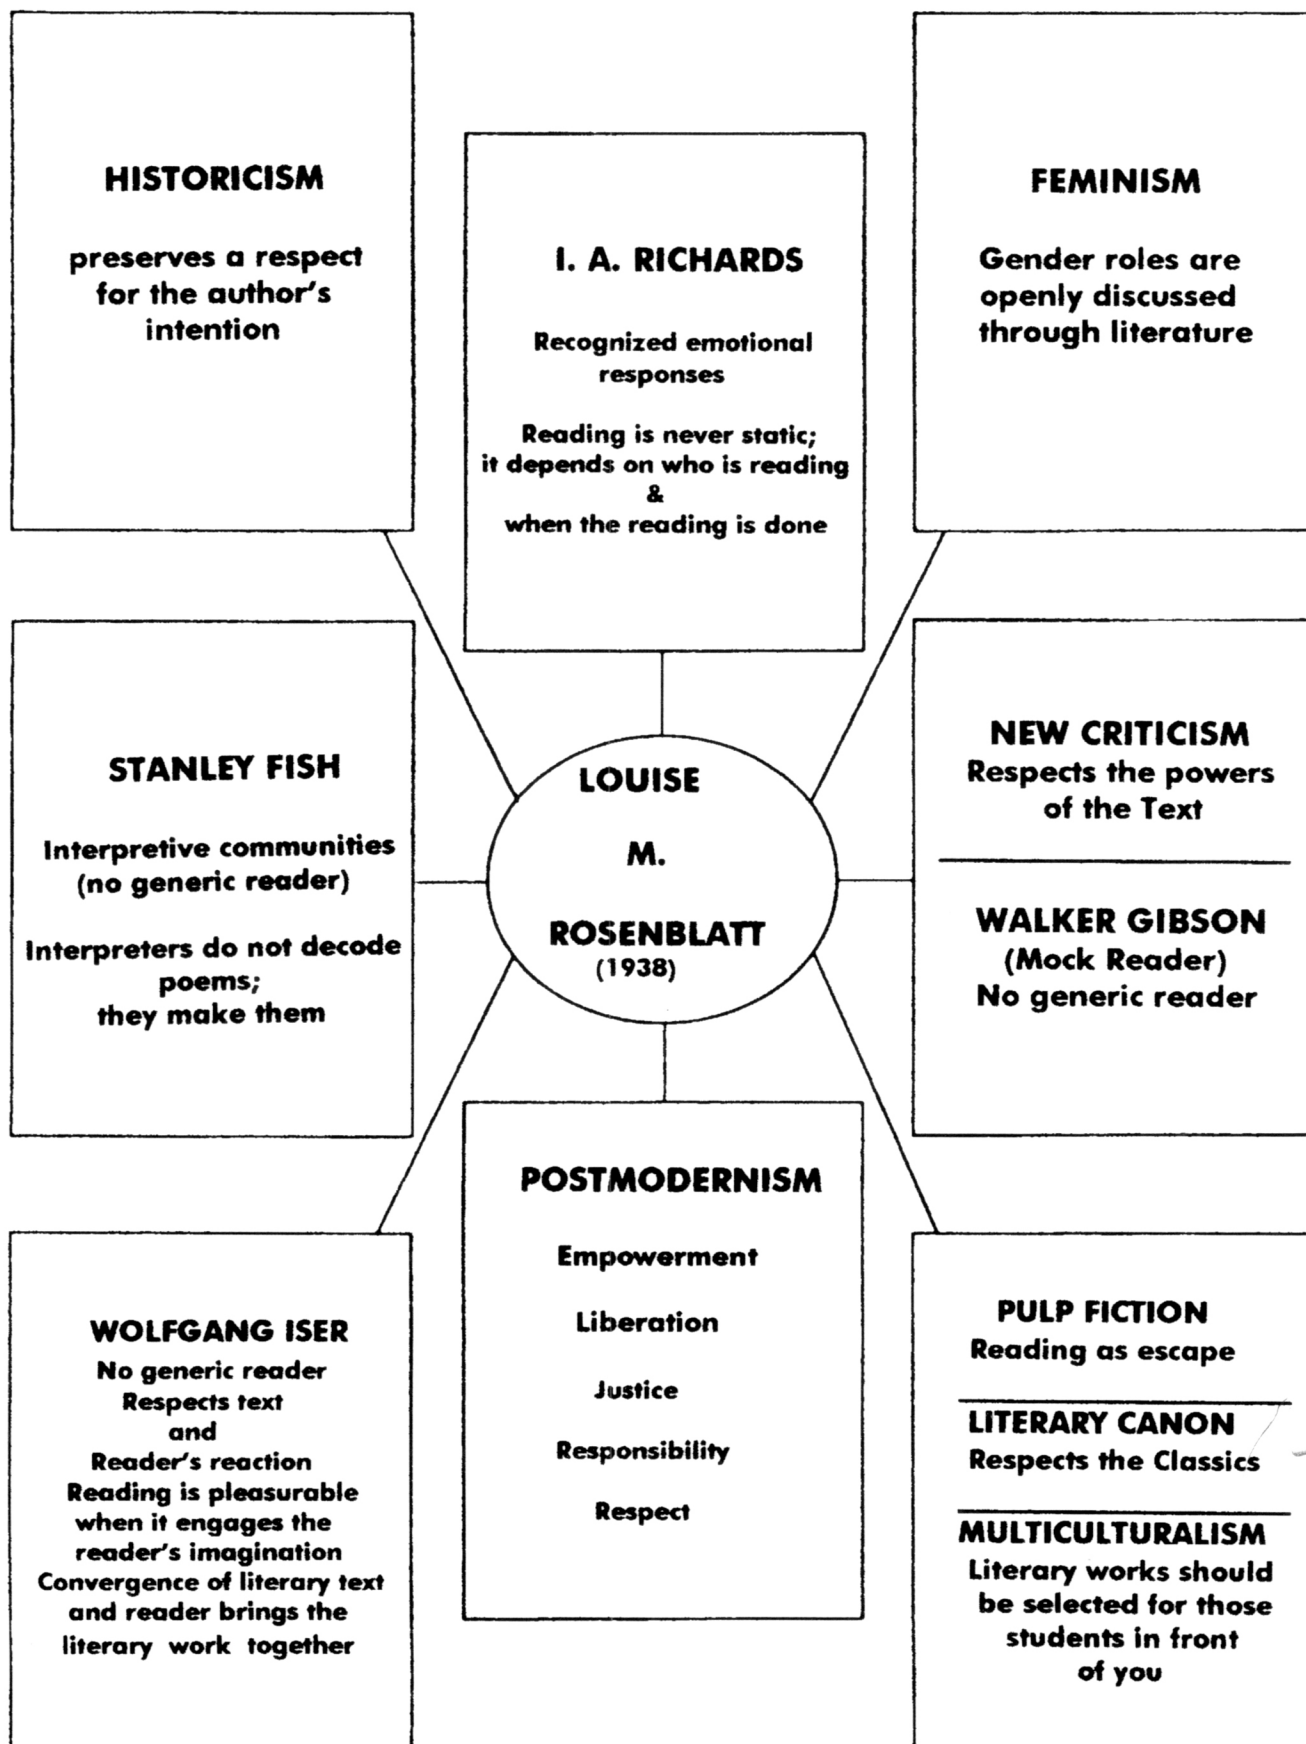 HISTORICISM
preserves a respect
for the author's
intention
I. A. RICHARDS
Recognized emotional
responses
Reading is never static;
it depends on who is reading
&
when the reading is done
FEMINISM
Gender roles are
openly discussed
through literature
STANLEY FISH
Interpretive communities
(no generic reader)
Interpreters do not decode
poems;
they make them
LOUISE
M.
ROSENBLATT
(1938)
NEW CRITICISM
Respects the powers
of the Text
WALKER GIBSON
(Mock Reader)
No generic reader
WOLFGANG ISER
No generic reader
Respects text
and
Reader's reaction
Reading is pleasurable
when it engages the
reader's imagination
Convergence of literary text
and reader brings the
literary work together
POSTMODERNISM
Empowerment
Liberation
Justice
Responsibility
Respect
PULP FICTION
Reading as escape
LITERARY CANON
Respects the Classics
MULTICULTURALISM
Literary works should
be selected for those
students in front
of you